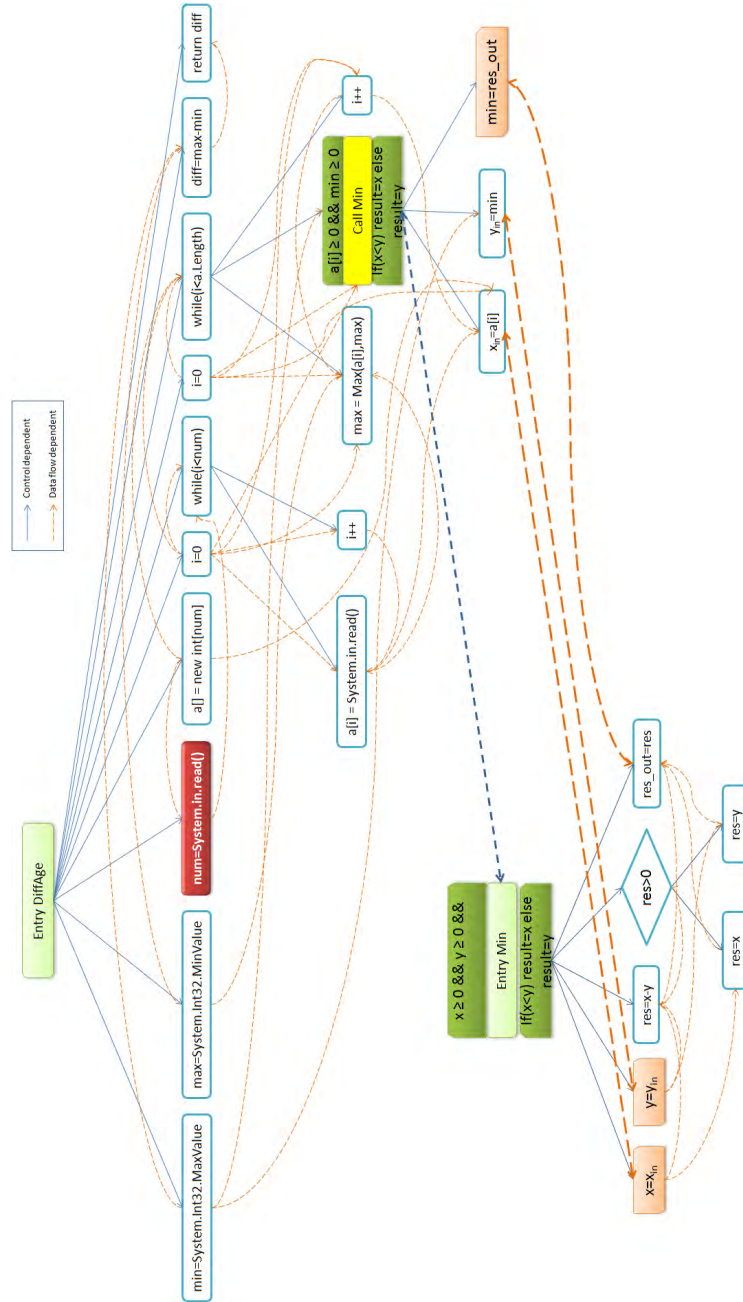 Control dependent
Data flow dependent
Entry DiffAge
min=System.Int32.MaxValue
max=System.Int32.MinValue
num=System.in.read()
a[] = new int[num]
i=0
while(i<num)
i=0
while(i<a.Length)
diff=max-min
return diff
a[i] = System.in.read()
i++
max = Max(a[i],max)
a[i] ≥ 0 && min ≥ 0
Call Min
If(x<y) result=x else
result=y
i++
x_in=a[i]
y_in=min
min=res_out
x ≥ 0 && y ≥ 0 &&
Entry Min
If(x<y) result=x else
result=y
x=x_in
y=y_in
res=x-y
res>0
res_out=res
res=x
res=y